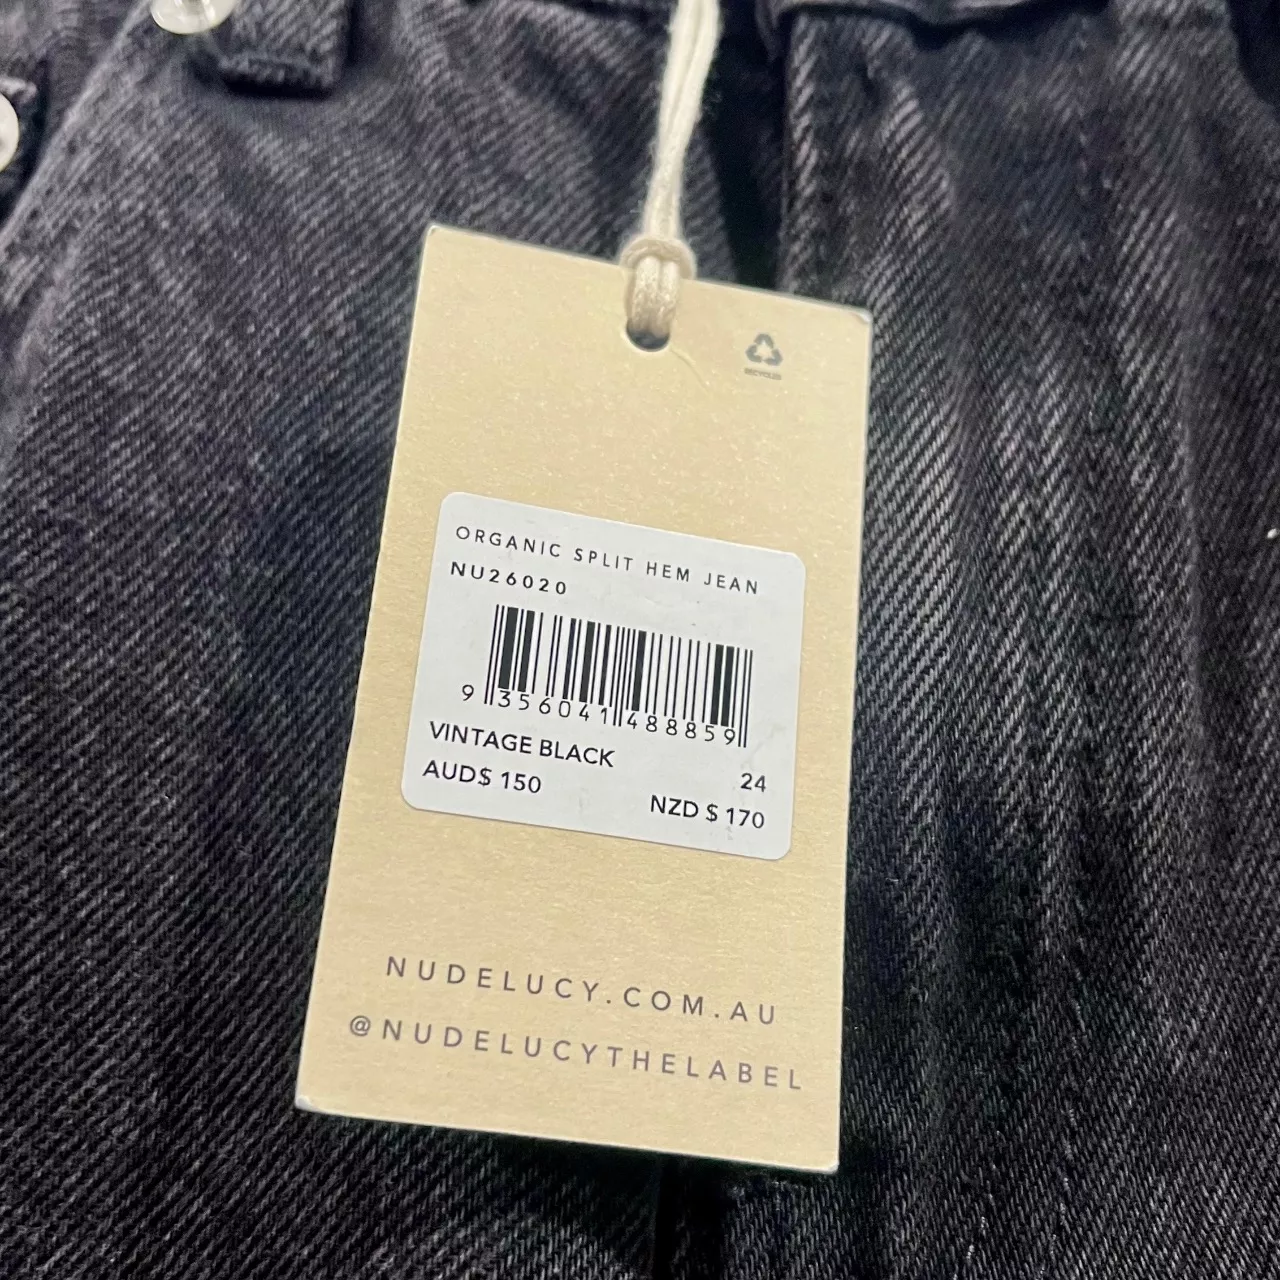 RECYCLED
ORGANIC SPLIT HEM JEAN
NU26020
9 356041 488859
VINTAGE BLACK
24
AUD$ 150
NZD $ 170
NUDELUCY.COM.AU
@NUDELUCYTHELABEL